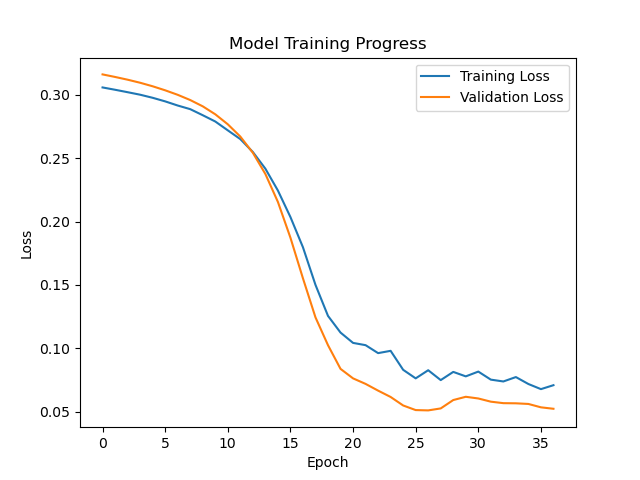 Model Training Progress
Training Loss
Validation Loss
Loss
0.30
0.25
0.20
0.15
0.10
0.05
0 5 10 15 20 25 30 35
Epoch